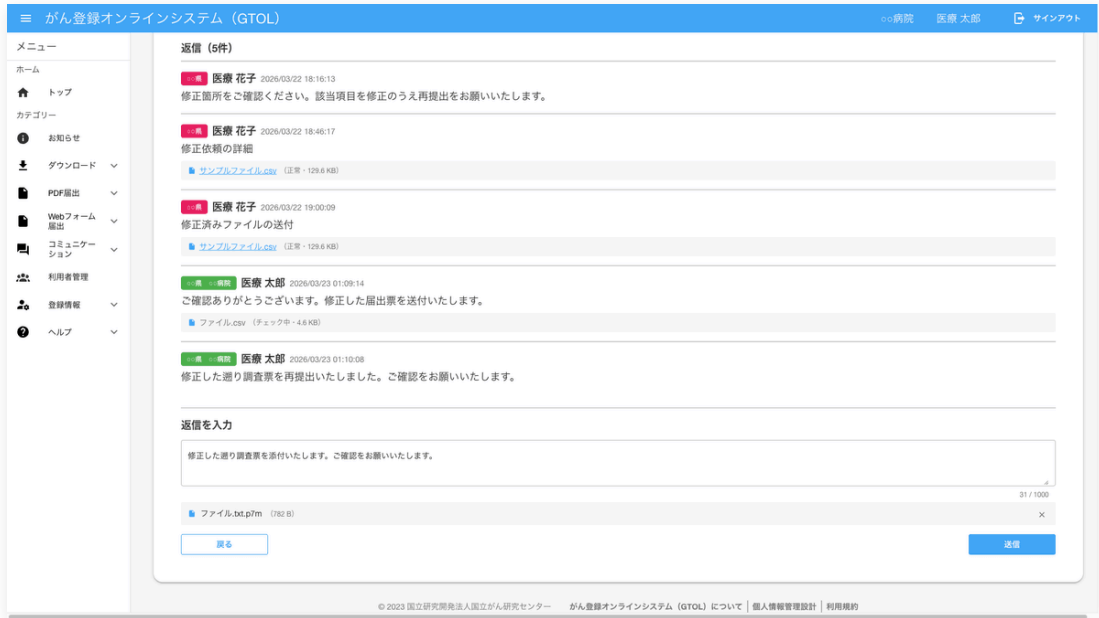 がん登録オンラインシステム（GTOL）
○○病院 医療 太郎 サインアウト
メニュー
ホーム
トップ
カテゴリー
お知らせ
ダウンロード
PDF届出
Webフォーム
届出
コミュニケー
ション
利用者管理
登録情報
ヘルプ
返信（5件）
○○県 医療 花子 2026/03/22 18:16:13
修正箇所をご確認ください。該当項目を修正のうえ再提出をお願いいたします。
○○県 医療 花子 2026/03/22 18:46:17
修正依頼の詳細
サンプルファイル.csv （正常・129.6 KB）
○○県 医療 花子 2026/03/22 19:00:09
修正済みファイルの送付
サンプルファイル.csv （正常・129.6 KB）
○○県 ○○病院 医療 太郎 2026/03/23 01:09:14
ご確認ありがとうございます。修正した届出票を送付いたします。
ファイル.csv （チェック中・4.6 KB）
○○県 ○○病院 医療 太郎 2026/03/23 01:10:08
修正した遡り調査票を再提出いたしました。ご確認をお願いいたします。
返信を入力
修正した遡り調査票を添付いたします。ご確認をお願いいたします。
31 / 1000
ファイル.txt.p7m （782 B） ×
戻る 送信
© 2023 国立研究開発法人国立がん研究センター がん登録オンラインシステム（GTOL）について | 個人情報管理設計 | 利用規約